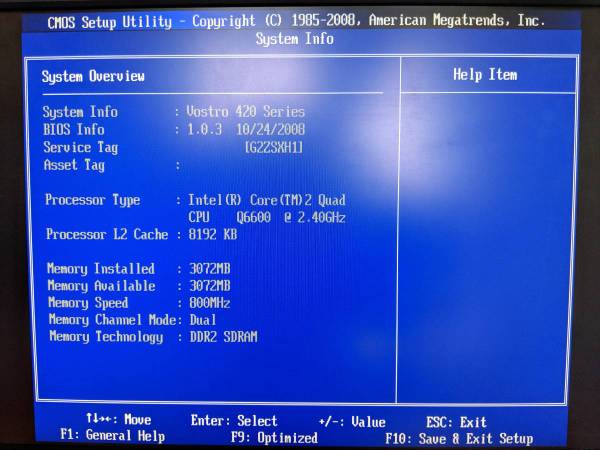 CMOS Setup Utility - Copyright (C) 1985-2008, American Megatrends, Inc.
System Info
System Overview
Help Item
System Info : Vostro 420 Series
BIOS Info : 1.0.3 10/24/2008
Service Tag [G2ZSXH1]
Asset Tag :
Processor Type : Intel(R) Core(TM)2 Quad
CPU Q6600 @ 2.40GHz
Processor L2 Cache : 8192 KB
Memory Installed : 3072MB
Memory Available : 3072MB
Memory Speed : 800MHz
Memory Channel Mode: Dual
Memory Technology : DDR2 SDRAM
↑↓→←: Move Enter: Select +/-: Value ESC: Exit
F1: General Help F9: Optimized F10: Save & Exit Setup